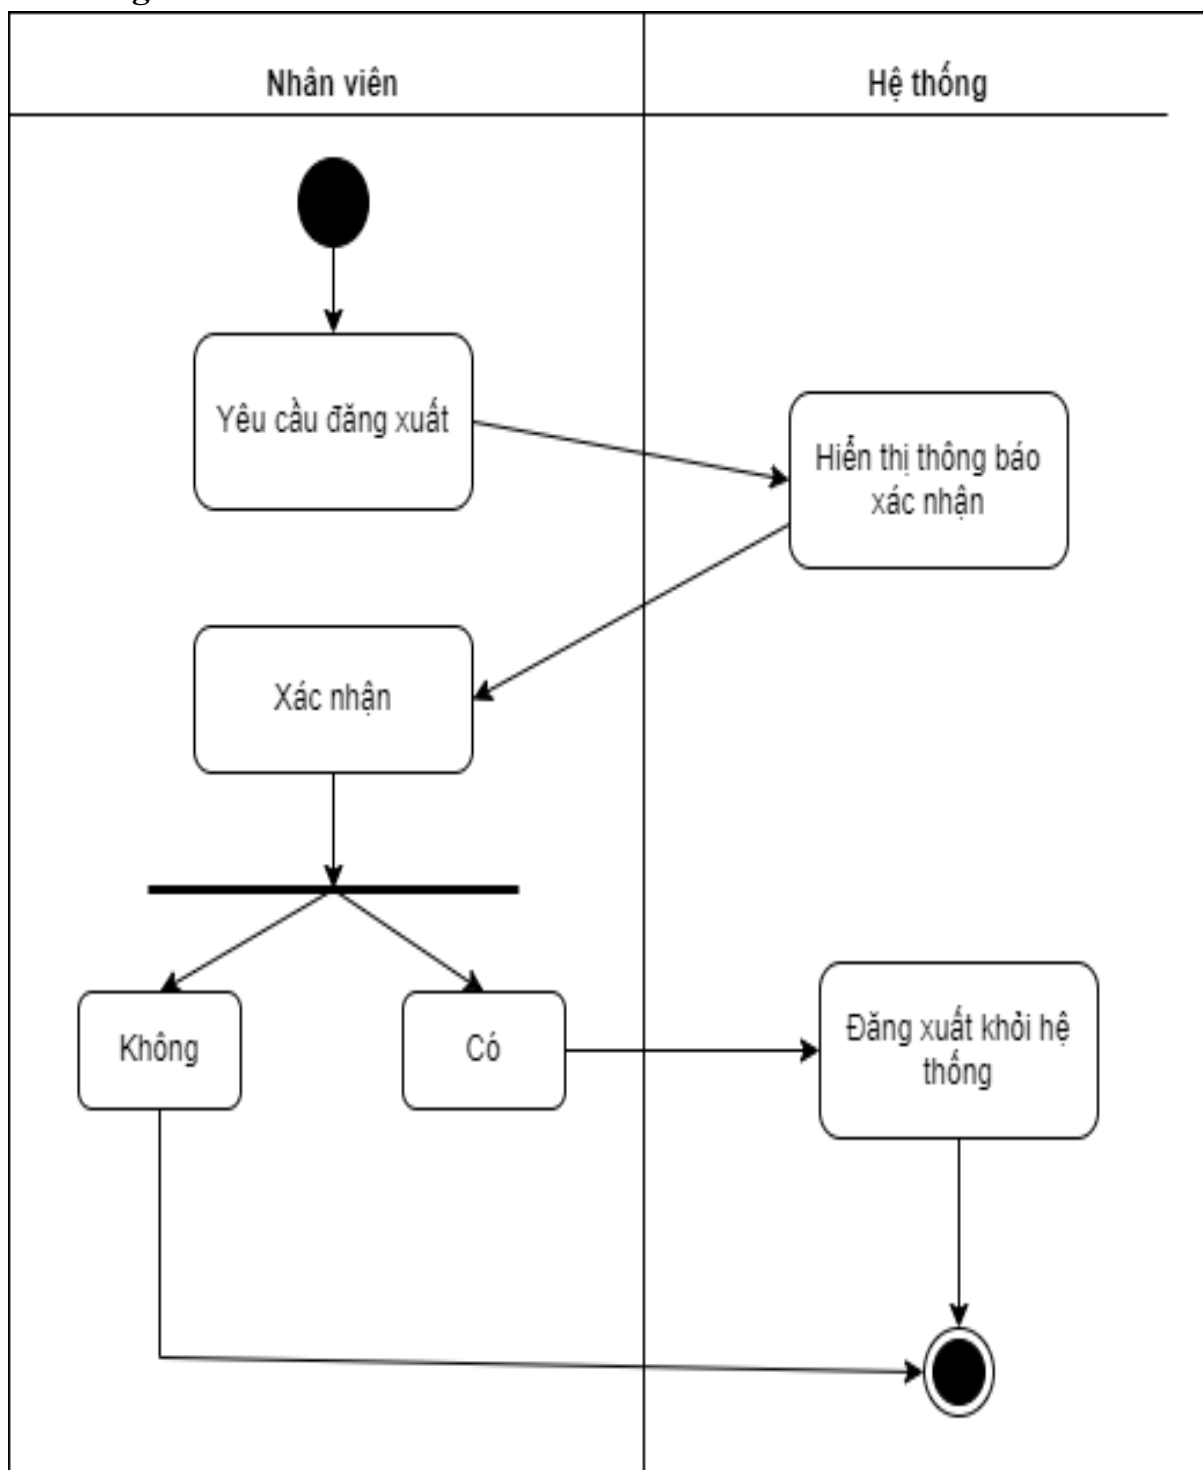 Nhân viên
Hệ thống
Yêu cầu đăng xuất
Hiển thị thông báo
xác nhận
Xác nhận
Không
Có
Đăng xuất khỏi hệ
thống